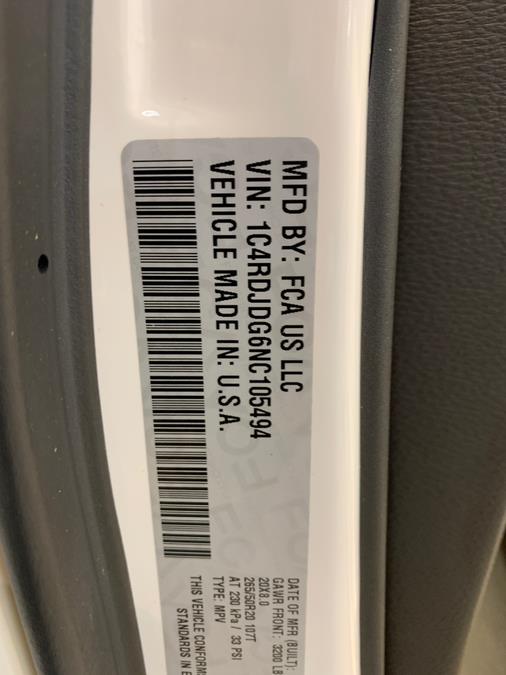 MFD BY: FCA US LLC
VIN: 1C4RDJDG6NC105494
VEHICLE MADE IN: U.S.A.
DATE OF MFR (BUILT):
GAWR FRONT: 3200 LB
20X8.0
265/50R20 107T
AT 230 kPa / 33 PSI
TYPE: MPV
THIS VEHICLE CONFORM
STANDARDS IN E